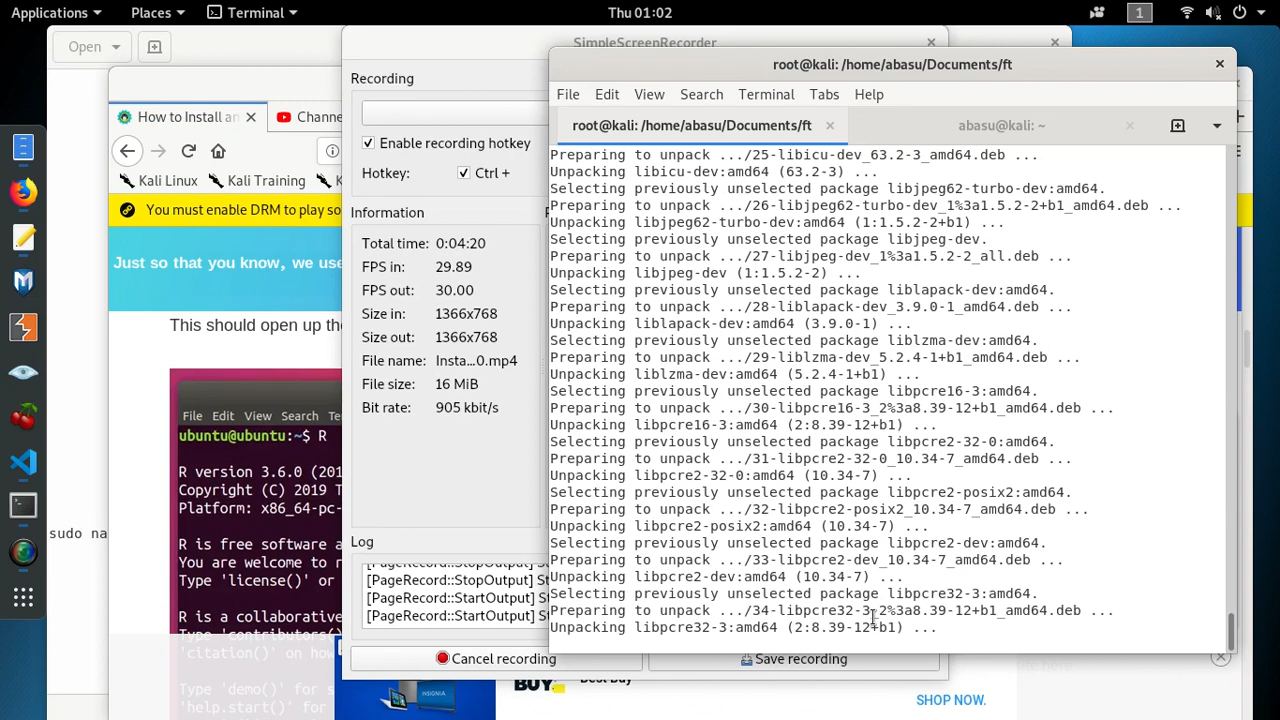 Applications
Places
Terminal
Thu 01:02
1
Open
SimpleScreenRecorder
How to Install an
Channe
Kali Linux
Kali Training
You must enable DRM to play so
Just so that you know, we use
This should open up the
File Edit View Search
ubuntu@ubuntu:~$ R
R version 3.6.0 (201
Copyright (C) 2019 T
Platform: x86_64-pc-
R is free software a
You are welcome to r
Type 'license()' or
R is a collaborative
'citation()' on how
Type 'demo()' for s
'help.start()' for
sudo na
Recording
Enable recording hotkey
Hotkey:
Ctrl +
Information
Total time: 0:04:20
FPS in: 29.89
FPS out: 30.00
Size in: 1366x768
Size out: 1366x768
File name: Insta...0.mp4
File size: 16 MiB
Bit rate: 905 kbit/s
Log
[PageRecord::StopOutput] St
[PageRecord::StartOutput] St
[PageRecord::StartOutput] St
Cancel recording
Save recording
INSIGNIA
BUY
Best Buy
SHOP NOW.
root@kali: /home/abasu/Documents/ft
File Edit View Search Terminal Tabs Help
root@kali: /home/abasu/Documents/ft
abasu@kali: ~
Preparing to unpack .../25-libicu-dev_63.2-3_amd64.deb ...
Unpacking libicu-dev:amd64 (63.2-3) ...
Selecting previously unselected package libjpeg62-turbo-dev:amd64.
Preparing to unpack .../26-libjpeg62-turbo-dev_1%3a1.5.2-2+b1_amd64.deb ...
Unpacking libjpeg62-turbo-dev:amd64 (1:1.5.2-2+b1) ...
Selecting previously unselected package libjpeg-dev.
Preparing to unpack .../27-libjpeg-dev_1%3a1.5.2-2_all.deb ...
Unpacking libjpeg-dev (1:1.5.2-2) ...
Selecting previously unselected package liblapack-dev:amd64.
Preparing to unpack .../28-liblapack-dev_3.9.0-1_amd64.deb ...
Unpacking liblapack-dev:amd64 (3.9.0-1) ...
Selecting previously unselected package liblzma-dev:amd64.
Preparing to unpack .../29-liblzma-dev_5.2.4-1+b1_amd64.deb ...
Unpacking liblzma-dev:amd64 (5.2.4-1+b1) ...
Selecting previously unselected package libpcre16-3:amd64.
Preparing to unpack .../30-libpcre16-3_2%3a8.39-12+b1_amd64.deb ...
Unpacking libpcre16-3:amd64 (2:8.39-12+b1) ...
Selecting previously unselected package libpcre2-32-0:amd64.
Preparing to unpack .../31-libpcre2-32-0_10.34-7_amd64.deb ...
Unpacking libpcre2-32-0:amd64 (10.34-7) ...
Selecting previously unselected package libpcre2-posix2:amd64.
Preparing to unpack .../32-libpcre2-posix2_10.34-7_amd64.deb ...
Unpacking libpcre2-posix2:amd64 (10.34-7) ...
Selecting previously unselected package libpcre2-dev:amd64.
Preparing to unpack .../33-libpcre2-dev_10.34-7_amd64.deb ...
Unpacking libpcre2-dev:amd64 (10.34-7) ...
Selecting previously unselected package libpcre32-3:amd64.
Preparing to unpack .../34-libpcre32-3_2%3a8.39-12+b1_amd64.deb ...
Unpacking libpcre32-3:amd64 (2:8.39-12+b1) ...